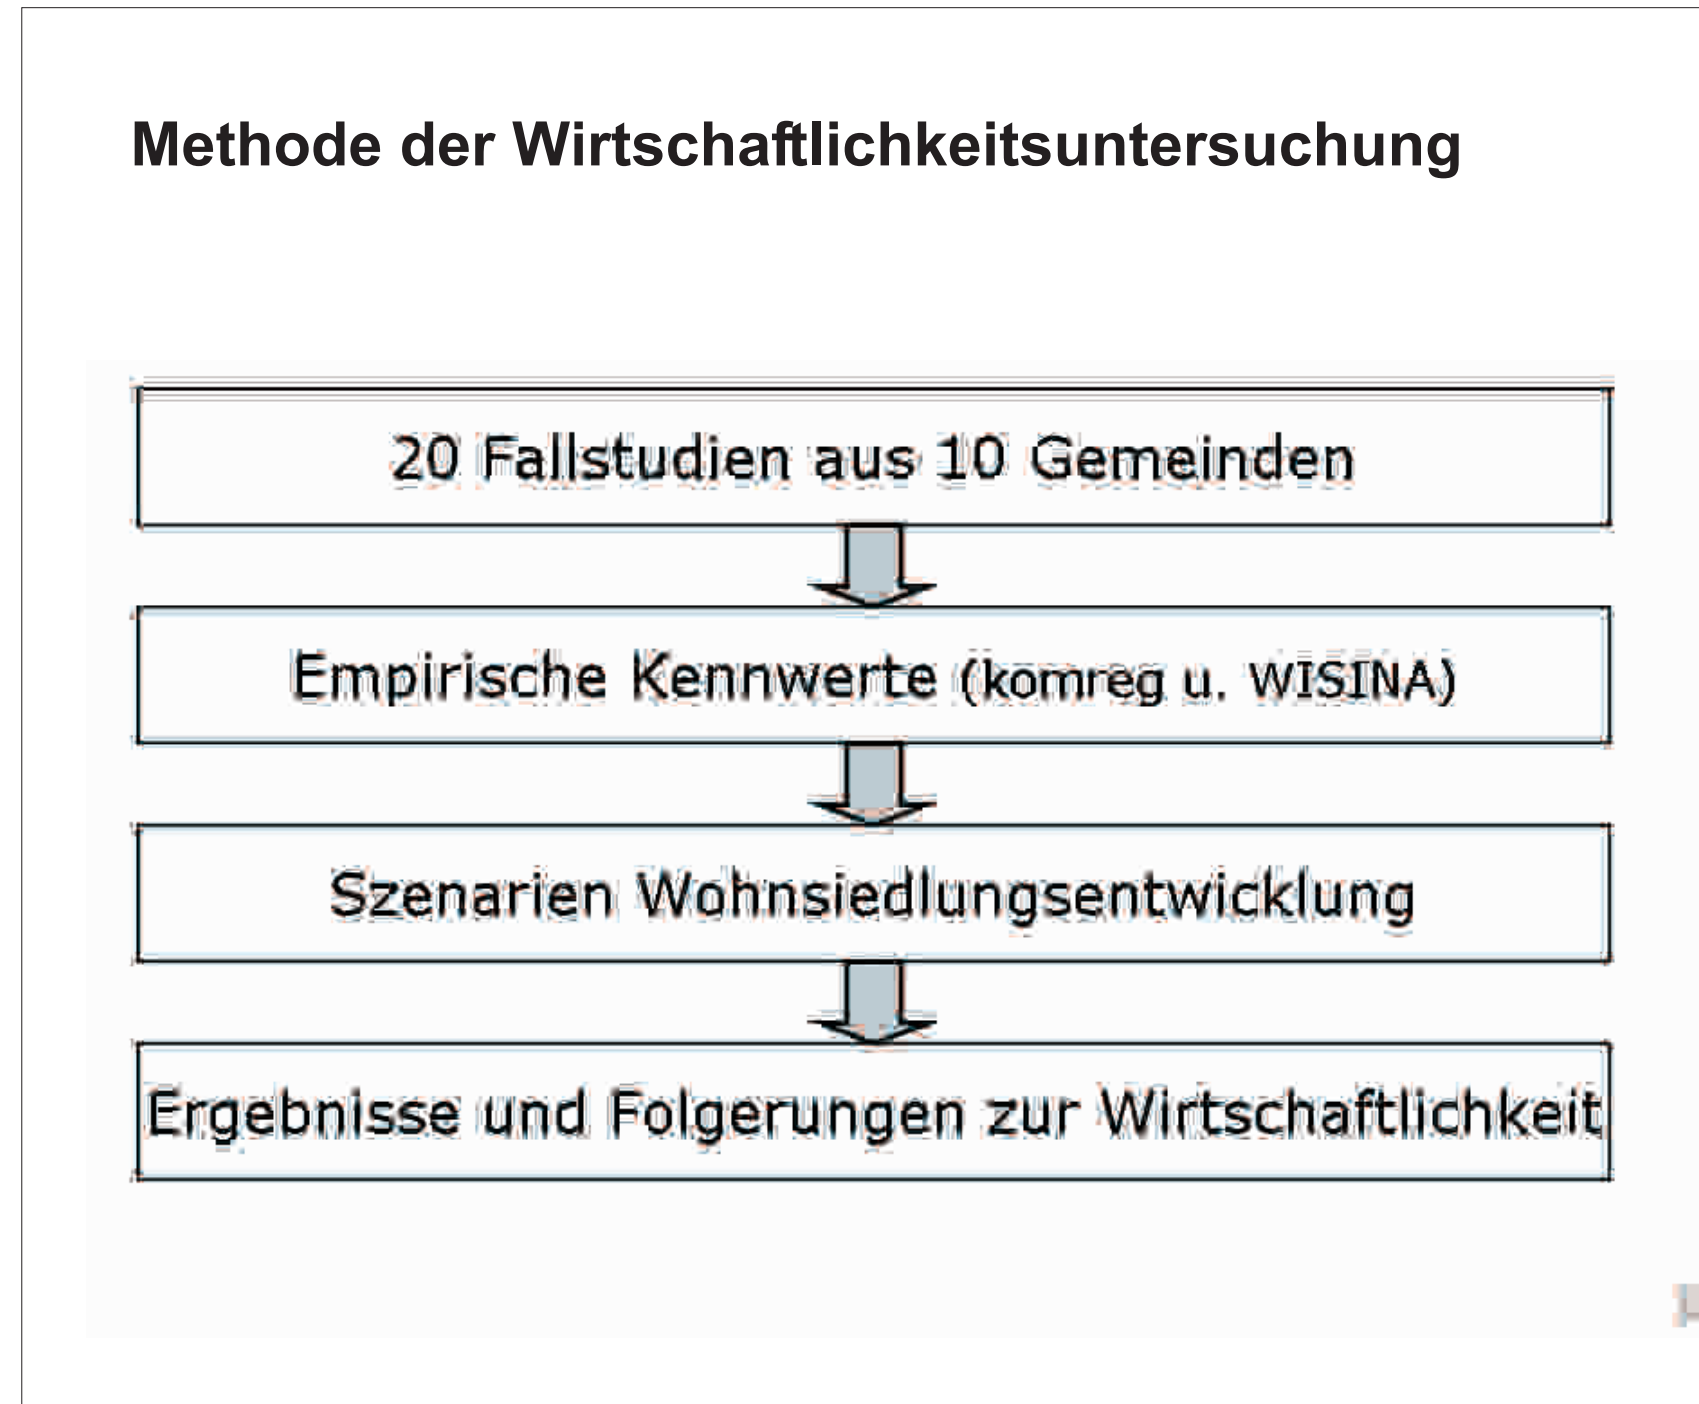 Methode der Wirtschaftlichkeitsuntersuchung
20 Fallstudien aus 10 Gemeinden
Empirische Kennwerte (komreg u. WISINA)
Szenarien Wohnsiedlungsentwicklung
Ergebnisse und Folgerungen zur Wirtschaftlichkeit